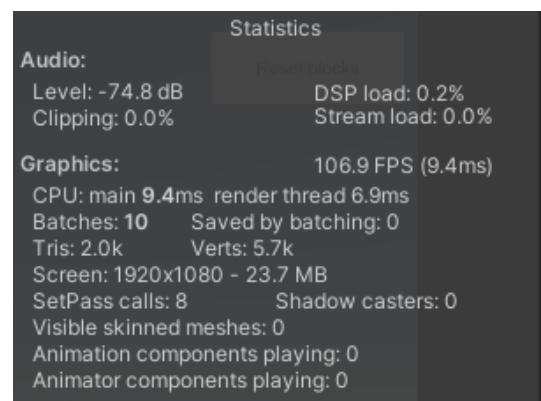 Statistics
Audio:
Reset blocks
Level: -74.8 dB DSP load: 0.2%
Clipping: 0.0% Stream load: 0.0%
Graphics: 106.9 FPS (9.4ms)
CPU: main 9.4ms render thread 6.9ms
Batches: 10 Saved by batching: 0
Tris: 2.0k Verts: 5.7k
Screen: 1920x1080 - 23.7 MB
SetPass calls: 8 Shadow casters: 0
Visible skinned meshes: 0
Animation components playing: 0
Animator components playing: 0